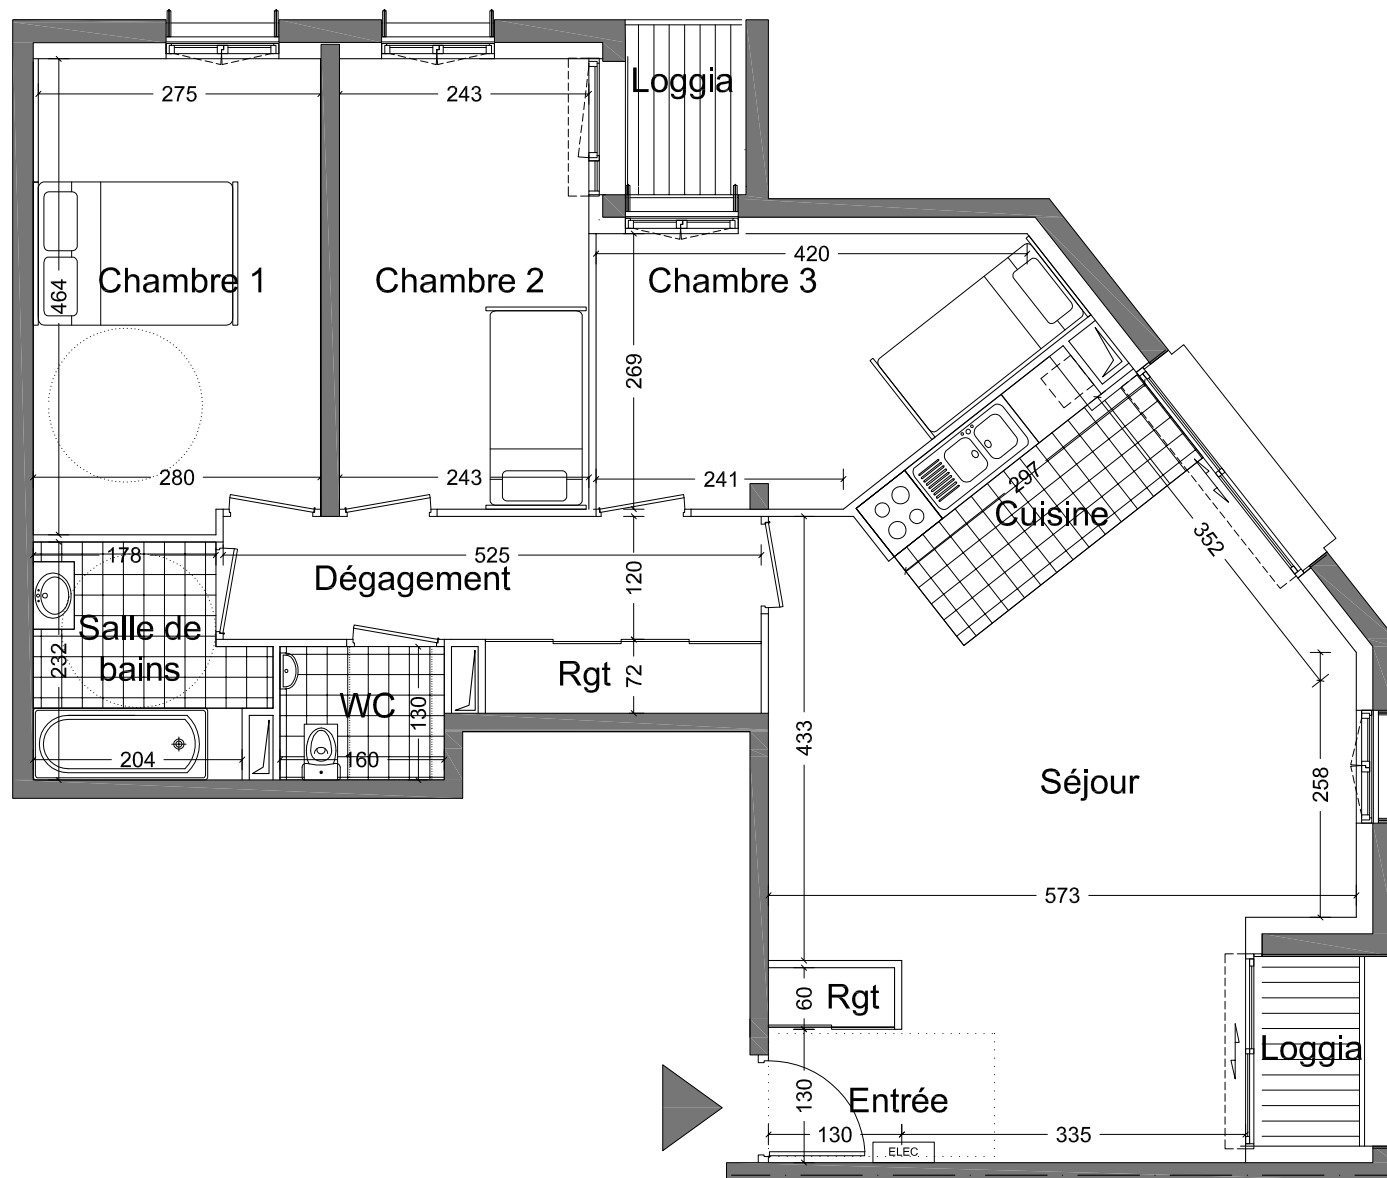 Loggia
275
243
420
Chambre 1
Chambre 2
Chambre 3
464
269
280
243
241
297
Cuisine
352
178
525
Dégagement
120
Salle de
bains
232
Rgt
72
WC
130
204
160
433
Séjour
258
573
60
Rgt
Loggia
130
Entrée
130
335
ELEC